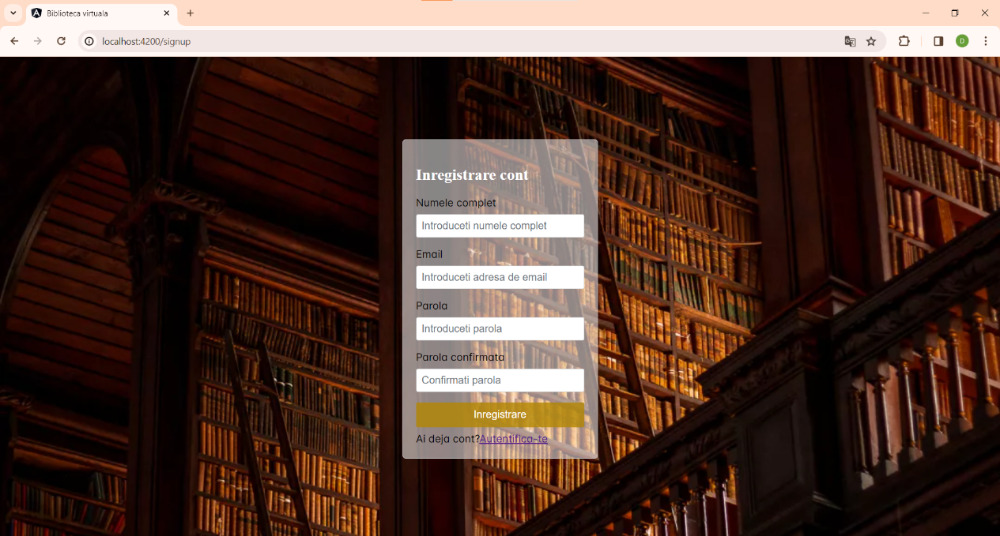 Biblioteca virtuala
localhost:4200/signup
D
Inregistrare cont
Numele complet
Introduceti numele complet
Email
Introduceti adresa de email
Parola
Introduceti parola
Parola confirmata
Confirmati parola
Inregistrare
Ai deja cont?Autentifica-te